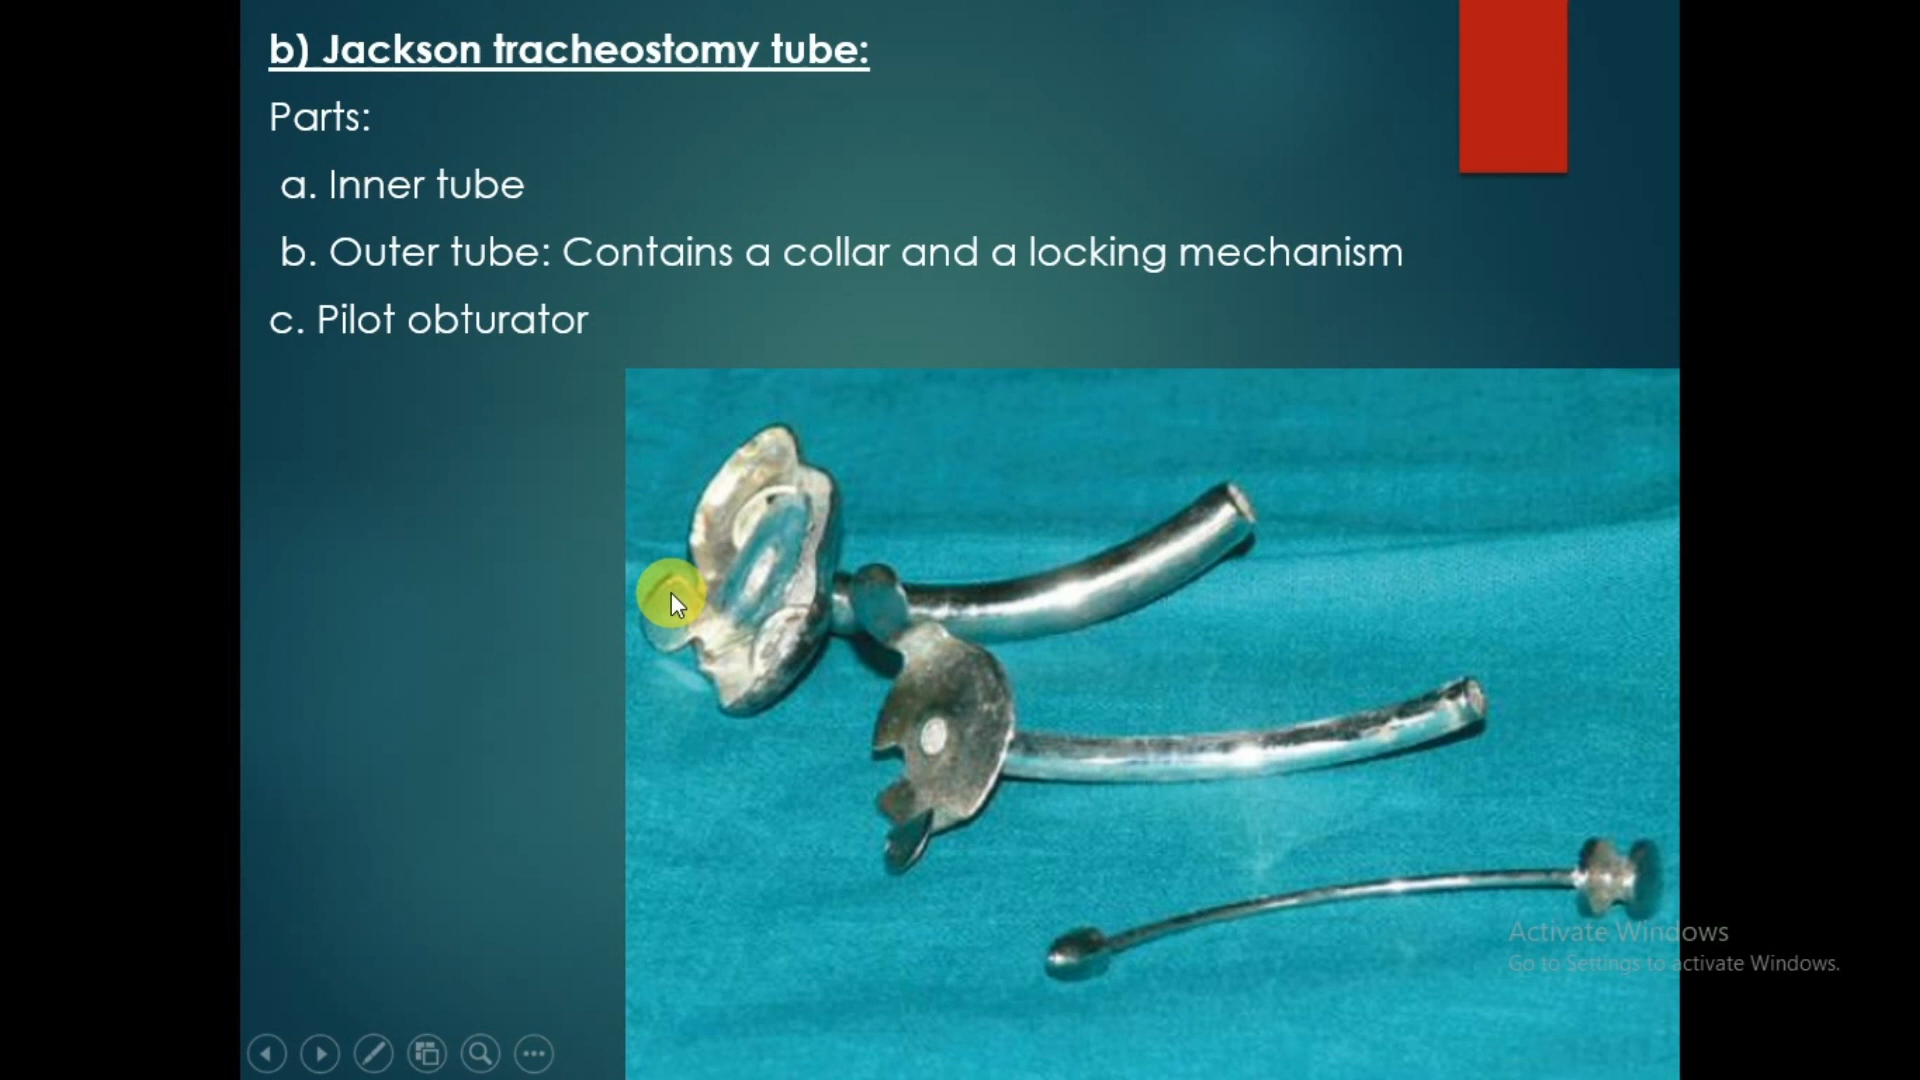 b) Jackson tracheostomy tube:
Parts:
a. Inner tube
b. Outer tube: Contains a collar and a locking mechanism
c. Pilot obturator
Activate Windows
Go to Settings to activate Windows.